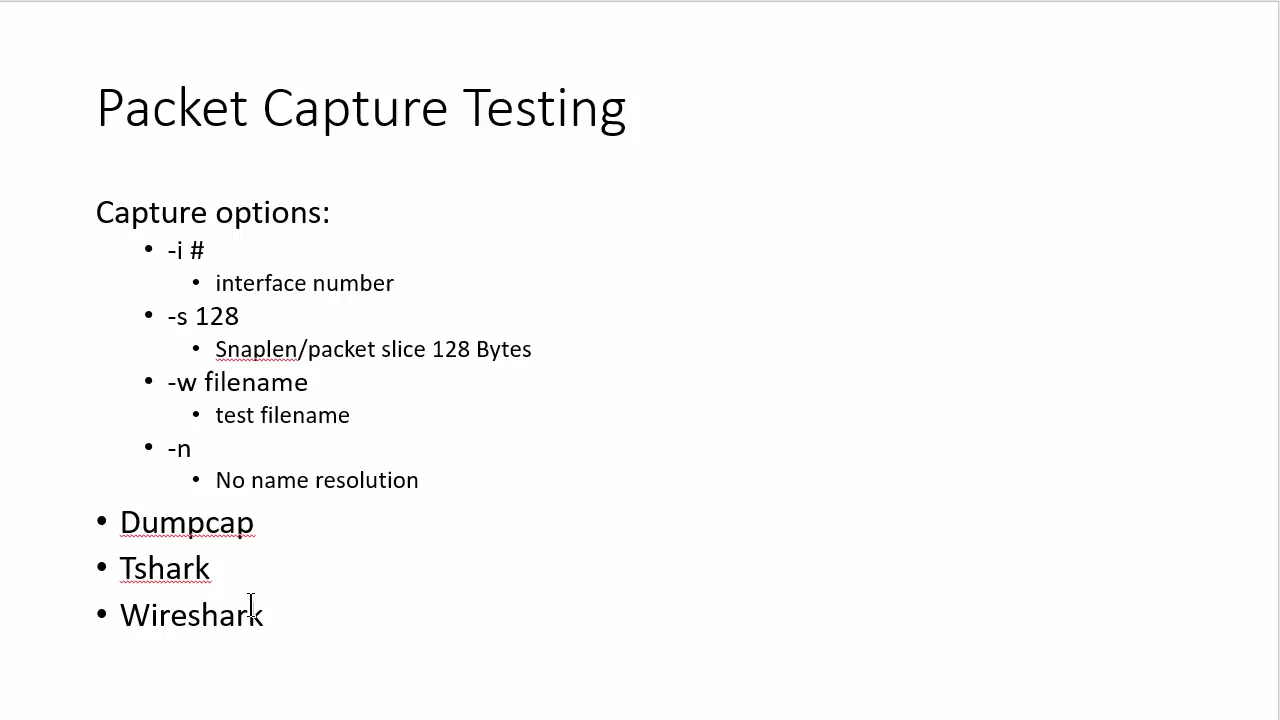 Packet Capture Testing
Capture options:
• -i #
• interface number
• -s 128
• Snaplen/packet slice 128 Bytes
• -w filename
• test filename
• -n
• No name resolution
• Dumpcap
• Tshark
• Wireshark